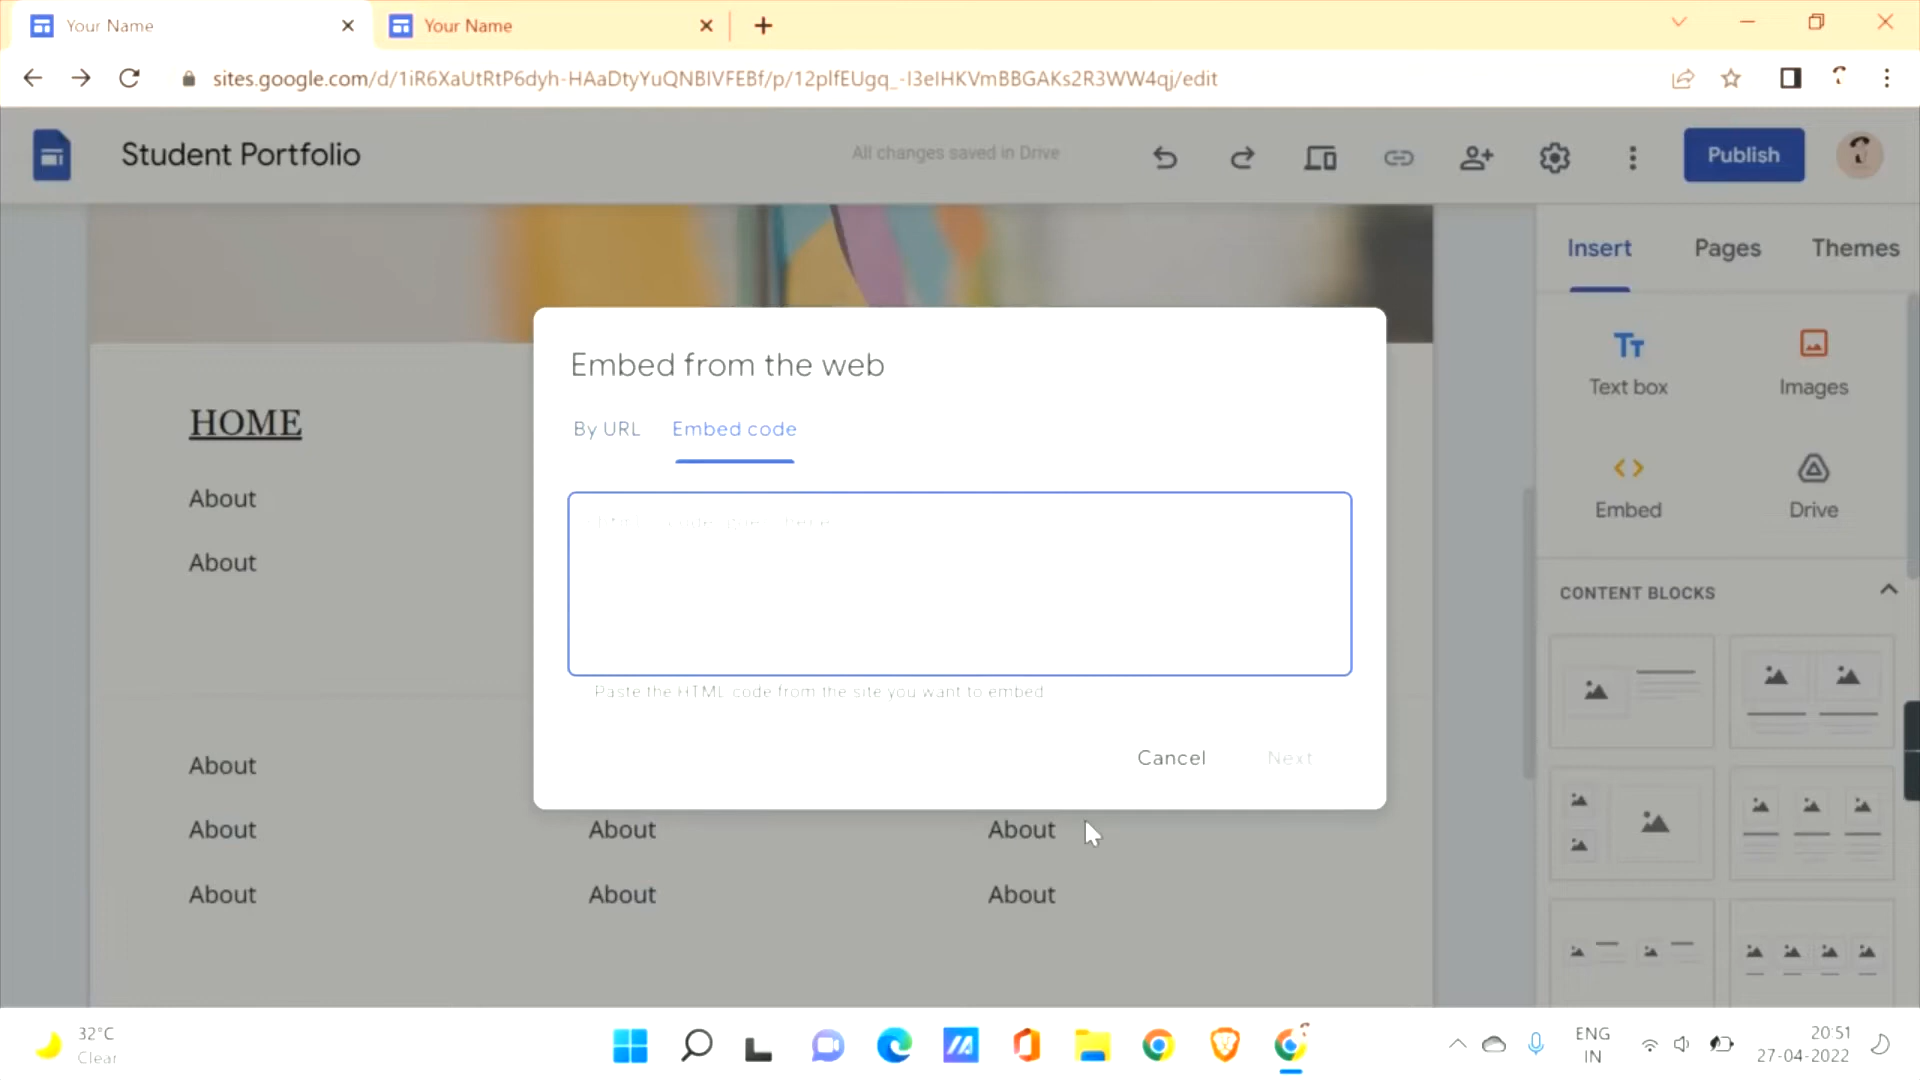 Your Name
Your Name
sites.google.com/d/1iR6XaUtRtP6dyh-HAaDtyYuQNBIVFEBf/p/12plfEUgq_-I3eIHKVmBBGAKs2R3WW4qj/edit
Student Portfolio
All changes saved in Drive
Publish
Insert
Pages
Themes
Text box
Images
Embed
Drive
CONTENT BLOCKS
Embed from the web
By URL
Embed code
code goes here
Paste the HTML code from the site you want to embed
Cancel
Next
HOME
About
About
About
About
About
About
About
About
About
32°C
Clear
ENG
IN
20:51
27-04-2022